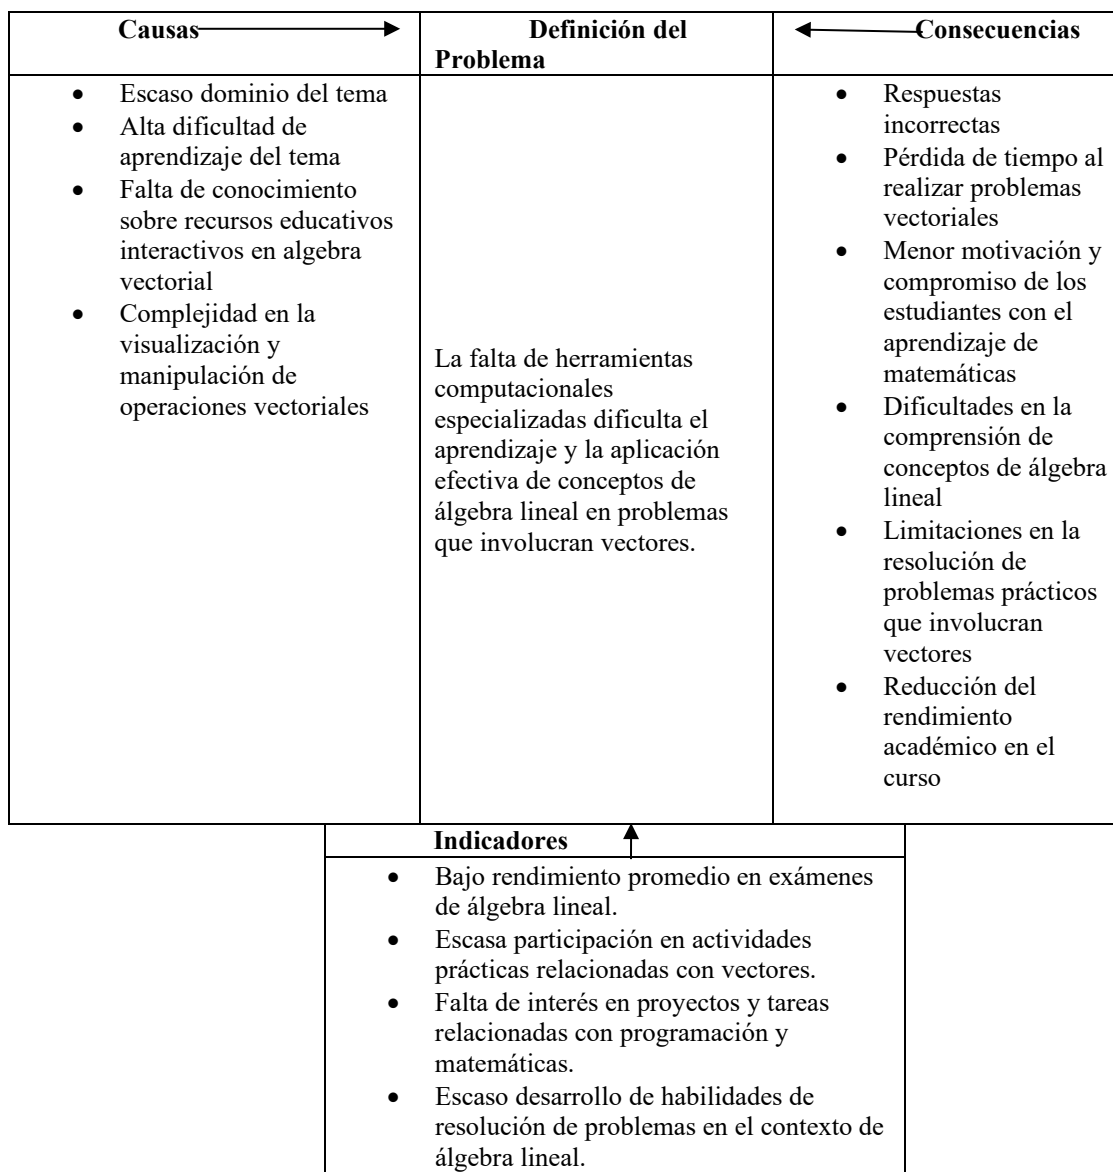 Causas
Definición del
Problema
Consecuencias
• Escaso dominio del tema
• Alta dificultad de
aprendizaje del tema
• Falta de conocimiento
sobre recursos educativos
interactivos en algebra
vectorial
• Complejidad en la
visualización y
manipulación de
operaciones vectoriales
La falta de herramientas
computacionales
especializadas dificulta el
aprendizaje y la aplicación
efectiva de conceptos de
álgebra lineal en problemas
que involucran vectores.
• Respuestas
incorrectas
• Pérdida de tiempo al
realizar problemas
vectoriales
• Menor motivación y
compromiso de los
estudiantes con el
aprendizaje de
matemáticas
• Dificultades en la
comprensión de
conceptos de álgebra
lineal
• Limitaciones en la
resolución de
problemas prácticos
que involucran
vectores
• Reducción del
rendimiento
académico en el
curso
Indicadores
• Bajo rendimiento promedio en exámenes
de álgebra lineal.
• Escasa participación en actividades
prácticas relacionadas con vectores.
• Falta de interés en proyectos y tareas
relacionadas con programación y
matemáticas.
• Escaso desarrollo de habilidades de
resolución de problemas en el contexto de
álgebra lineal.